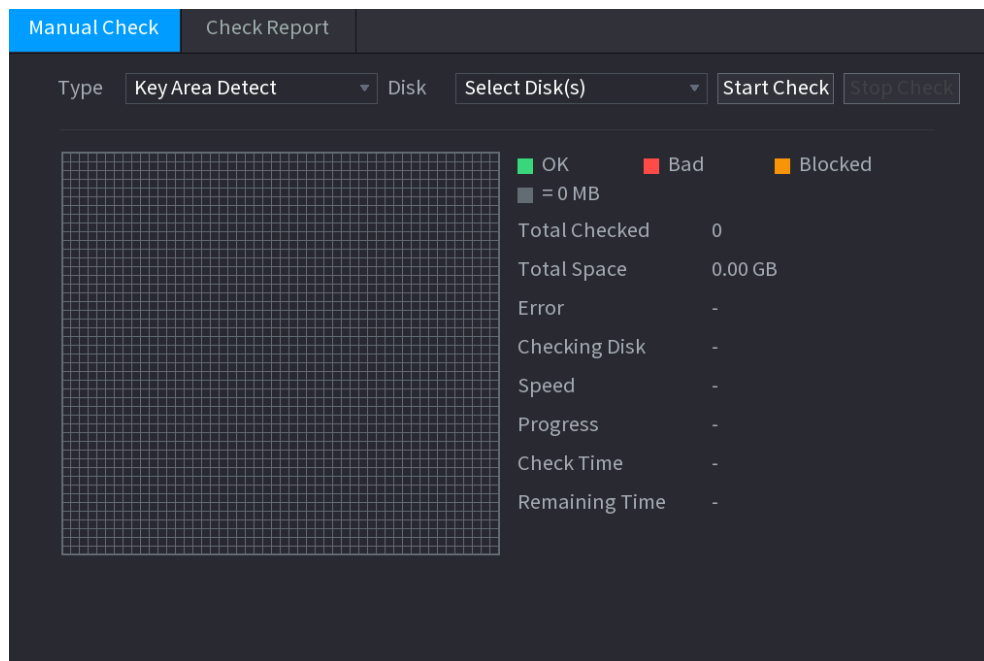 Manual Check Check Report
Type Key Area Detect Disk Select Disk(s) Start Check Stop Check
OK Bad Blocked
= 0 MB
Total Checked 0
Total Space 0.00 GB
Error -
Checking Disk -
Speed -
Progress -
Check Time -
Remaining Time -